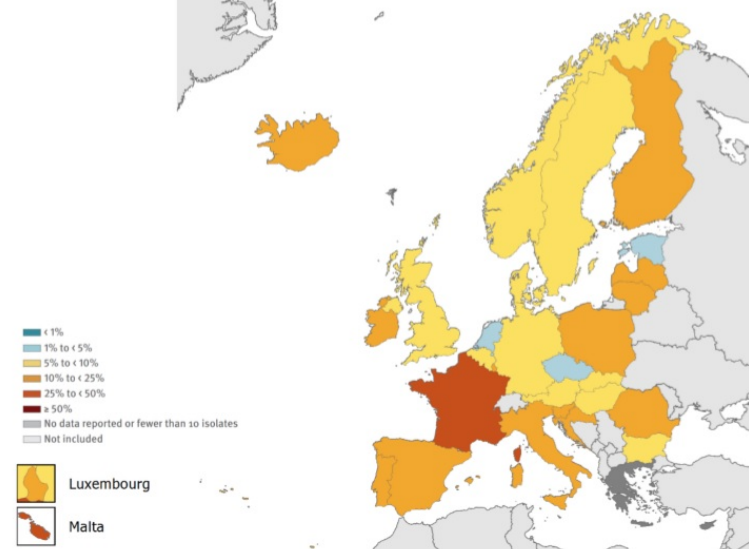 < 1%
1% to < 5%
5% to < 10%
10% to < 25%
25% to < 50%
≥ 50%
No data reported or fewer than 10 isolates
Not included
Luxembourg
Malta